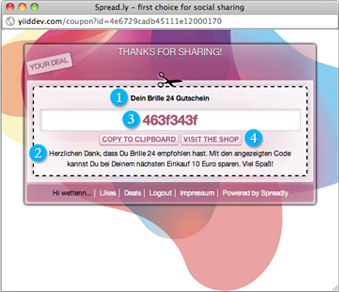 Spread.ly - first choice for social sharing
yiiddev.com/coupon?id=4e6729cadb45111e12000170
THANKS FOR SHARING!
YOUR DEAL
1 Dein Brille 24 Gutschein
3 463f343f
COPY TO CLIPBOARD VISIT THE SHOP 4
2 Herzlichen Dank, dass Du Brille 24 empfohlen hast. Mit den angezeigten Code
kannst Du bei Deinem nächsten Einkauf 10 Euro sparen. Viel Spaß!
Hi wettenn... | Likes | Deals | Logout | Impressum | Powered by Spreadly